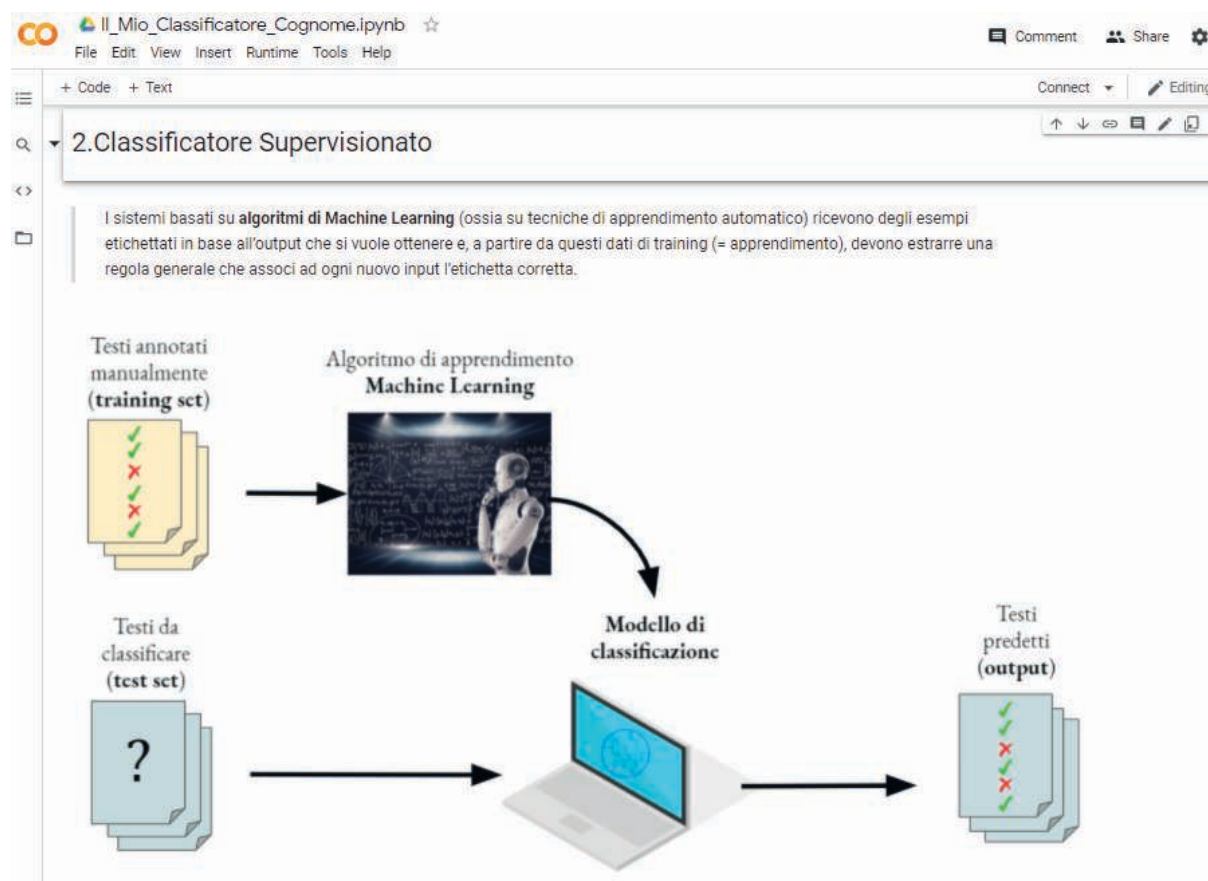 Il_Mio_Classificatore_Cognome.ipynb
File Edit View Insert Runtime Tools Help
Comment Share
+ Code + Text
Connect Editing
2.Classificatore Supervisionato
I sistemi basati su algoritmi di Machine Learning (ossia su tecniche di apprendimento automatico) ricevono degli esempi
etichettati in base all'output che si vuole ottenere e, a partire da questi dati di training (= apprendimento), devono estrarre una
regola generale che associ ad ogni nuovo input l'etichetta corretta.
Testi annotati
manualmente
(training set)
Algoritmo di apprendimento
Machine Learning
Testi da
classificare
(test set)
?
Modello di
classificazione
Testi
predetti
(output)